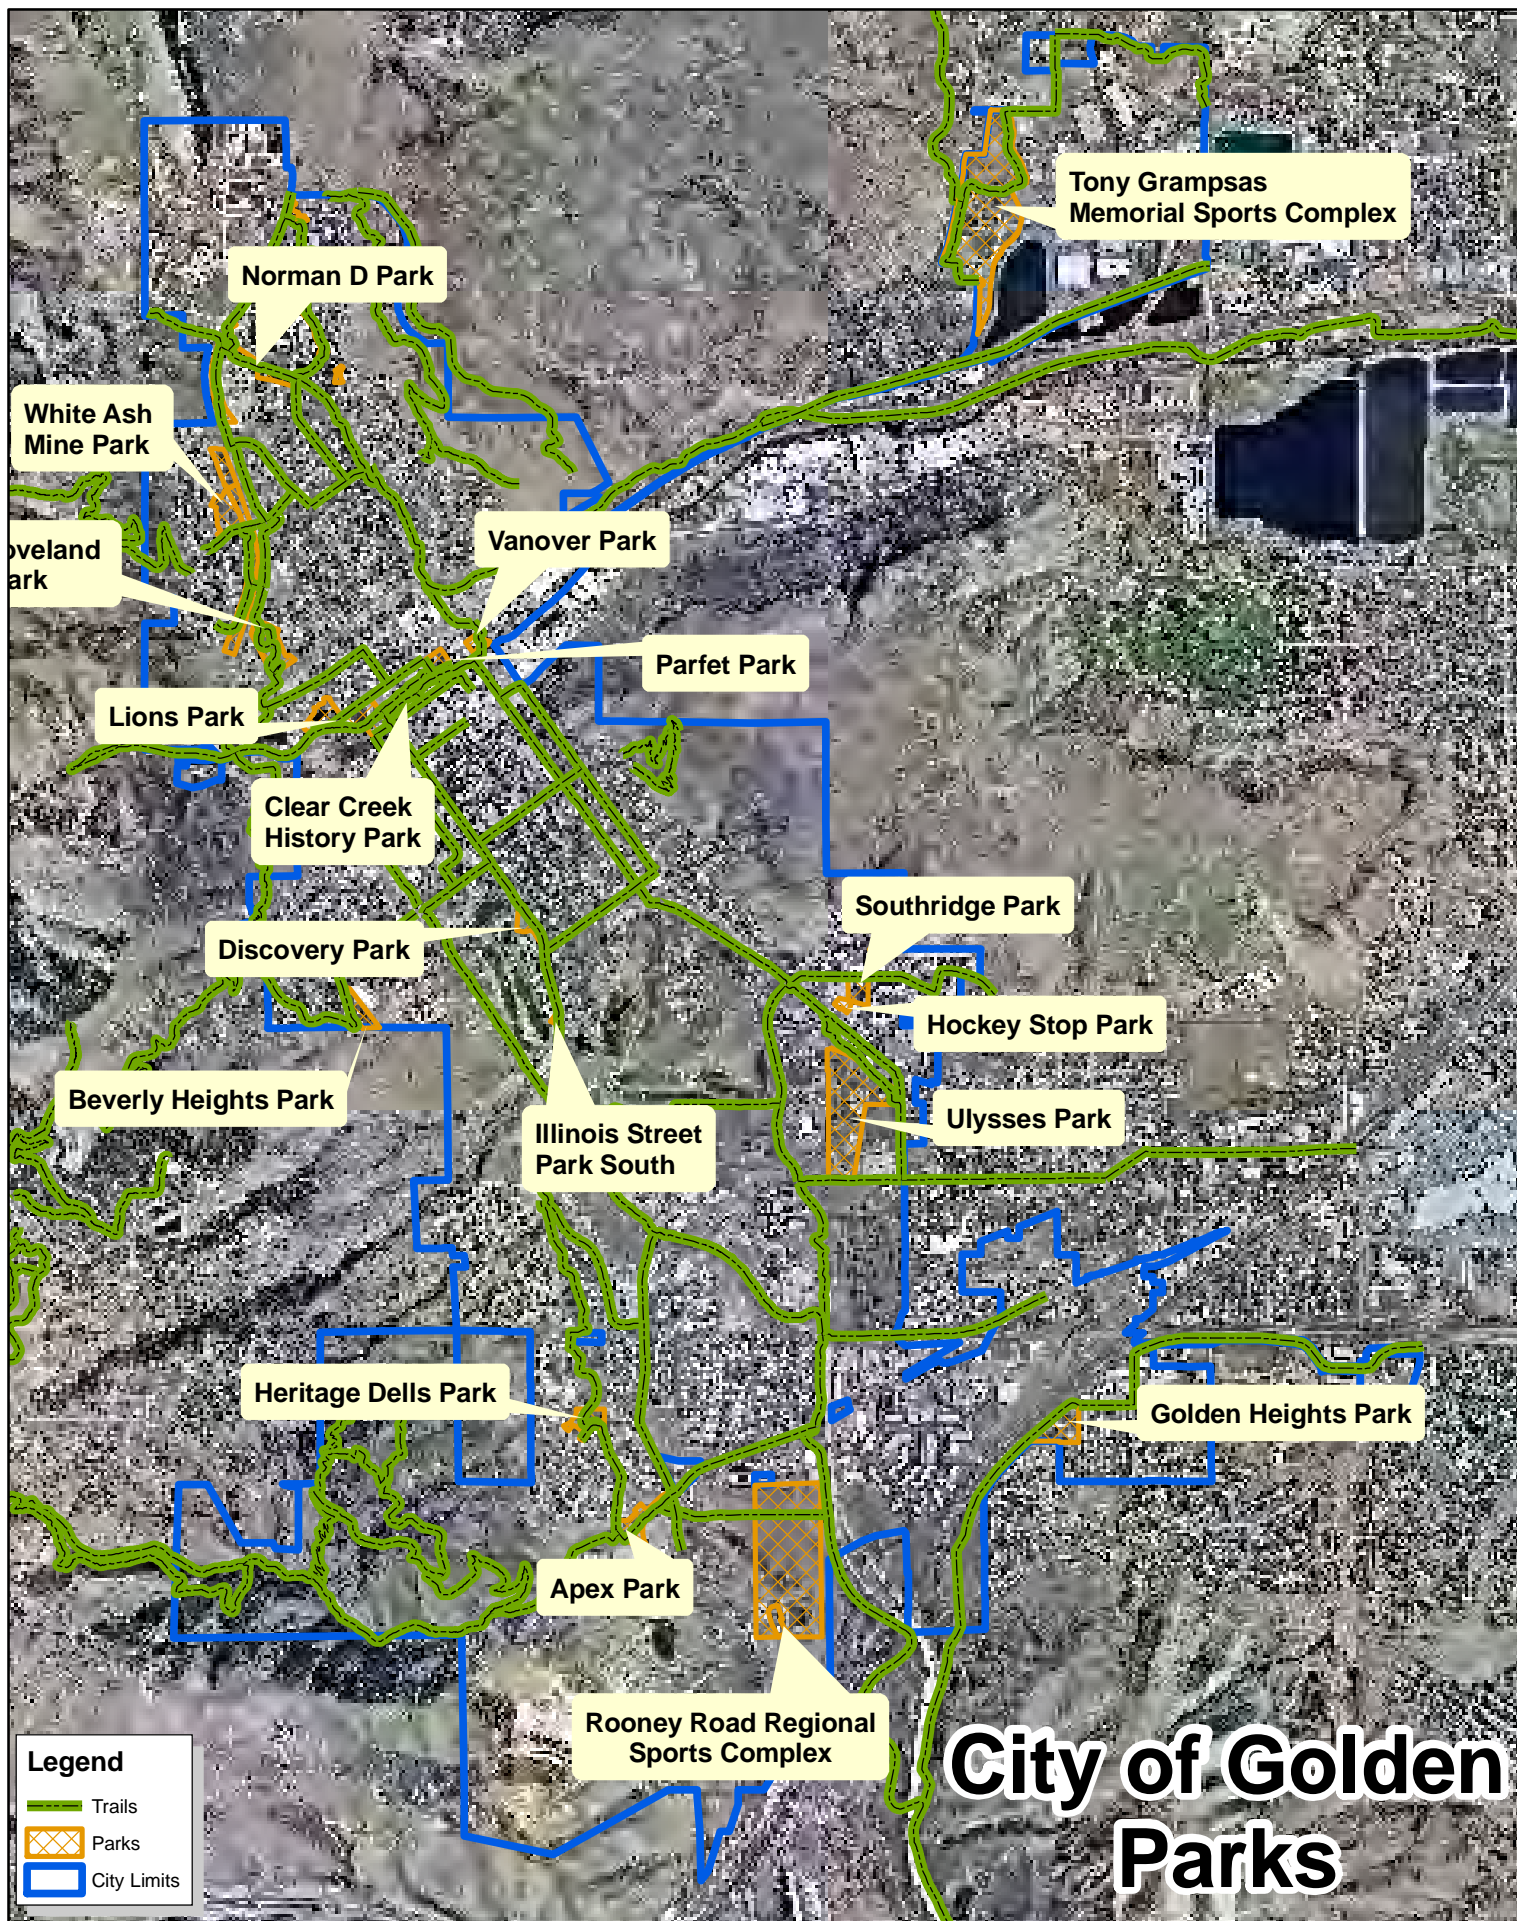 Tony Grampsas
Memorial Sports Complex
Norman D Park
White Ash
Mine Park
Vanover Park
oveland
ark
Parfet Park
Lions Park
Clear Creek
History Park
Southridge Park
Discovery Park
Hockey Stop Park
Beverly Heights Park
Ulysses Park
Illinois Street
Park South
Heritage Dells Park
Golden Heights Park
Apex Park
Rooney Road Regional
Sports Complex
City of Golden
Parks
Legend
Trails
Parks
City Limits